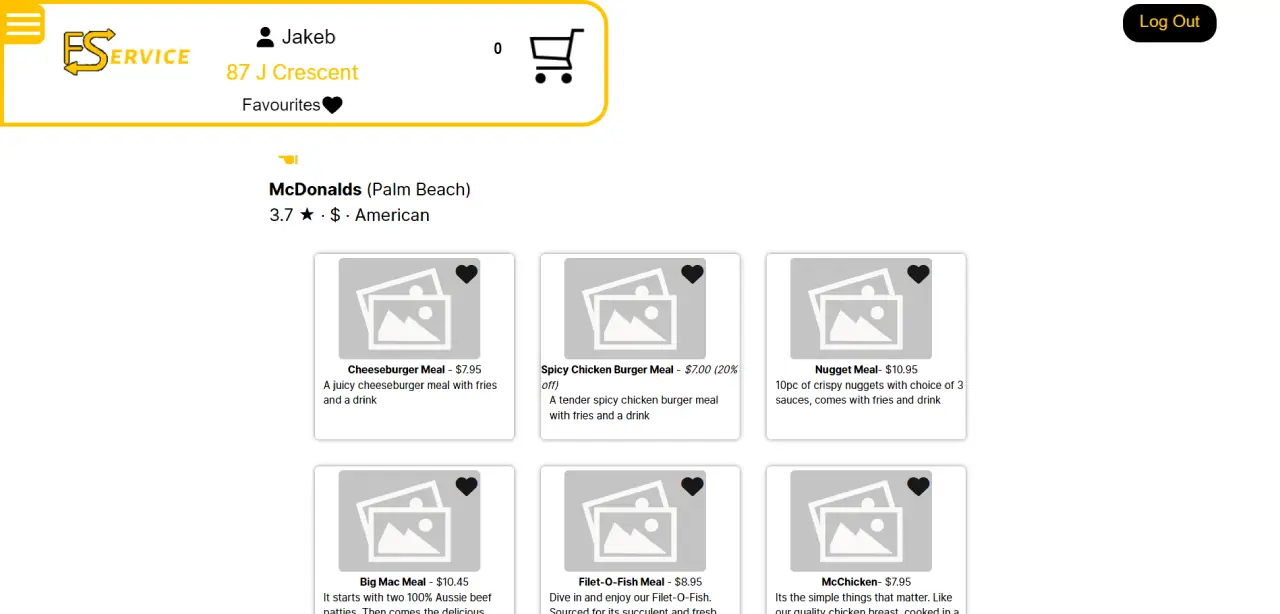 Log Out
FSERVICE
Jakeb
87 J Crescent
Favourites
0
McDonalds (Palm Beach)
3.7 ★ · $ · American
Cheeseburger Meal - $7.95
A juicy cheeseburger meal with fries
and a drink
Spicy Chicken Burger Meal - $7.00 (20%
off)
A tender spicy chicken burger meal
with fries and a drink
Nugget Meal- $10.95
10pc of crispy nuggets with choice of 3
sauces, comes with fries and drink
Big Mac Meal - $10.45
It starts with two 100% Aussie beef
patties. Then comes the delicious
Filet-O-Fish Meal - $8.95
Dive in and enjoy our Filet-O-Fish.
Sourced for its succulent and fresh
McChicken- $7.95
Its the simple things that matter. Like
our quality chicken breast, cooked in a